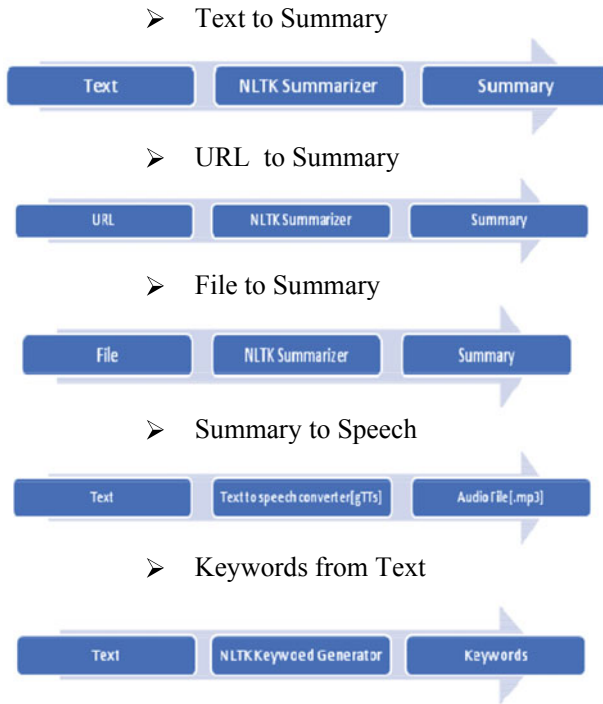 ➢ Text to Summary
Text NLTK Summarizer Summary
➢ URL to Summary
URL NLTK Summarizer Summary
➢ File to Summary
File NLTK Summarizer Summary
➢ Summary to Speech
Text Text to speech converter[gTTs] Audio File[.mp3]
➢ Keywords from Text
Text NLTK Keywoed Generator Keywords